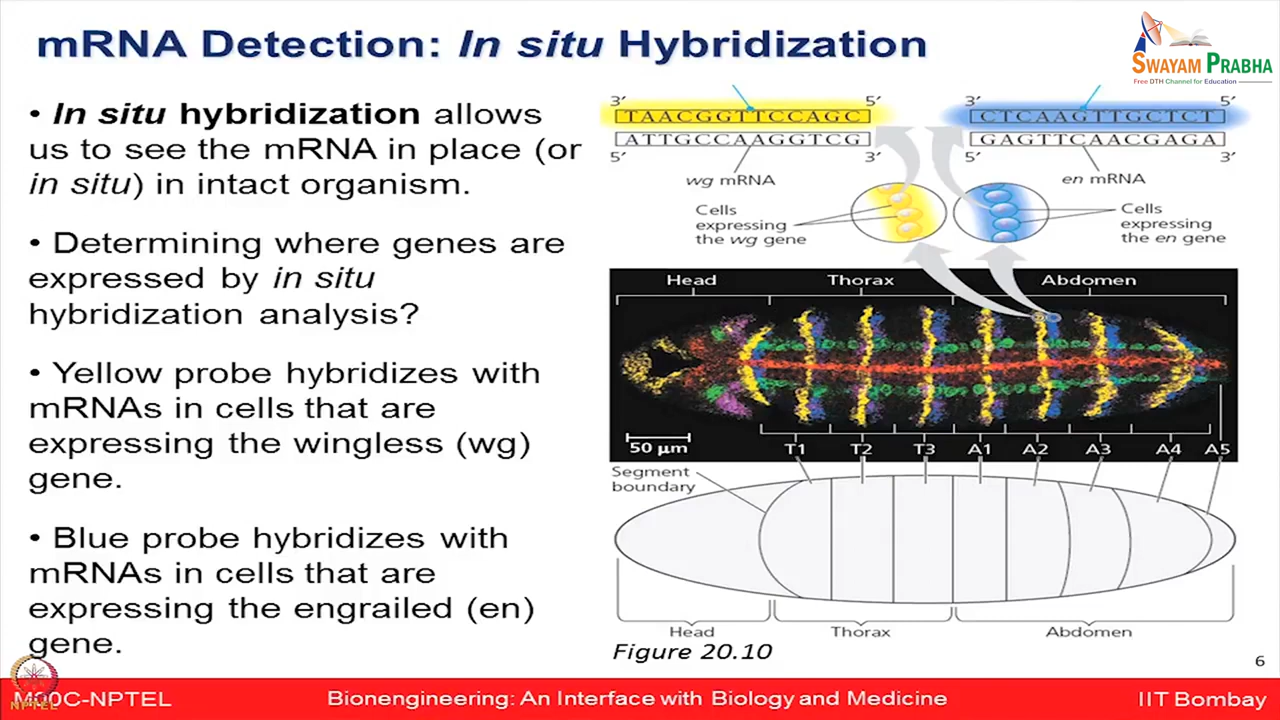 mRNA Detection: In situ Hybridization
SWAYAM PRABHA
Free DTH Channel for Education
• In situ hybridization allows
us to see the mRNA in place (or
in situ) in intact organism.
• Determining where genes are
expressed by in situ
hybridization analysis?
• Yellow probe hybridizes with
mRNAs in cells that are
expressing the wingless (wg)
gene.
• Blue probe hybridizes with
mRNAs in cells that are
expressing the engrailed (en)
gene.
3′ 5′
TAACGGTTCCAGC
ATTGCCAAGGTCG
5′ 3′
wg mRNA
3′ 5′
CTCAAGTTGCTCT
GAGTTCAACGAGA
5′ 3′
en mRNA
Cells
expressing
the wg gene
Cells
expressing
the en gene
Head Thorax Abdomen
50 µm
T1 T2 T3 A1 A2 A3 A4 A5
Segment
boundary
Head Thorax Abdomen
Figure 20.10
6
NPTEL
MOOC-NPTEL
Bionengineering: An Interface with Biology and Medicine
IIT Bombay